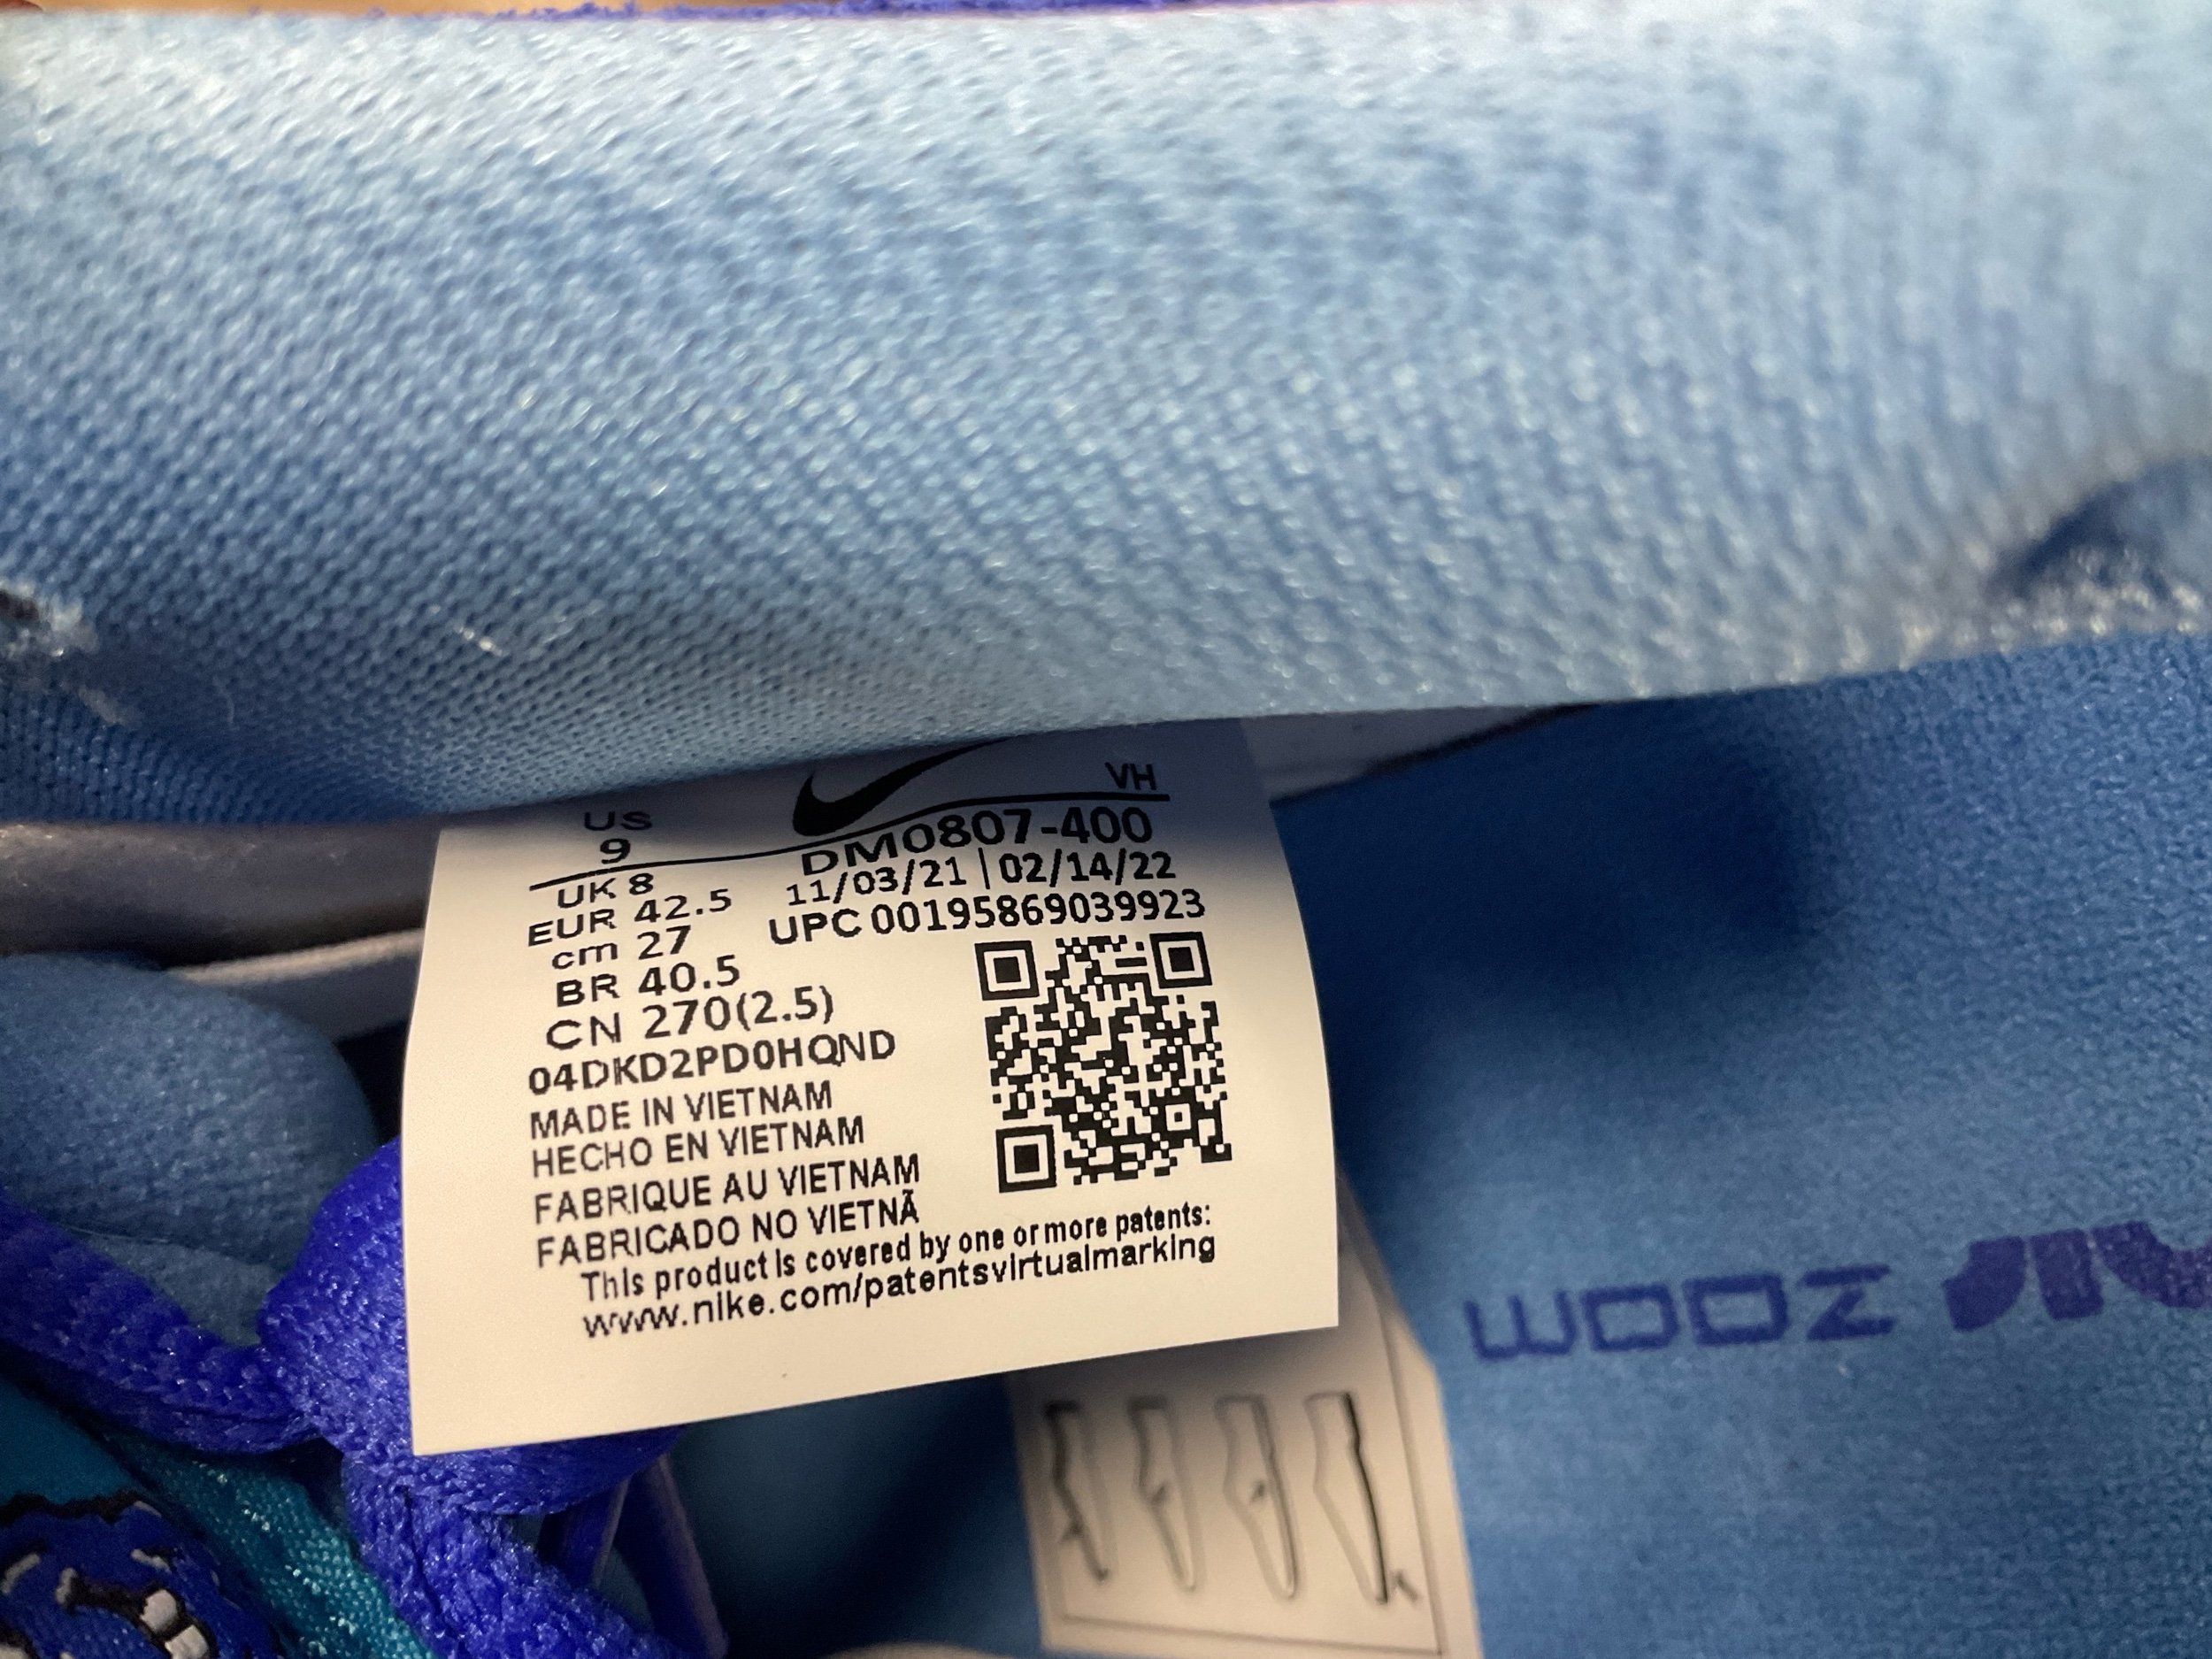 US
9
VH
DM0807-400
11/03/21 | 02/14/22
UPC 00195869039923
UK 8
EUR 42.5
cm 27
BR 40.5
CN 270(2.5)
04DKD2PD0HQND
MADE IN VIETNAM
HECHO EN VIETNAM
FABRIQUE AU VIETNAM
FABRICADO NO VIETNÃ
This product is covered by one or more patents:
www.nike.com/patentsvirtualmarking
ZOOM